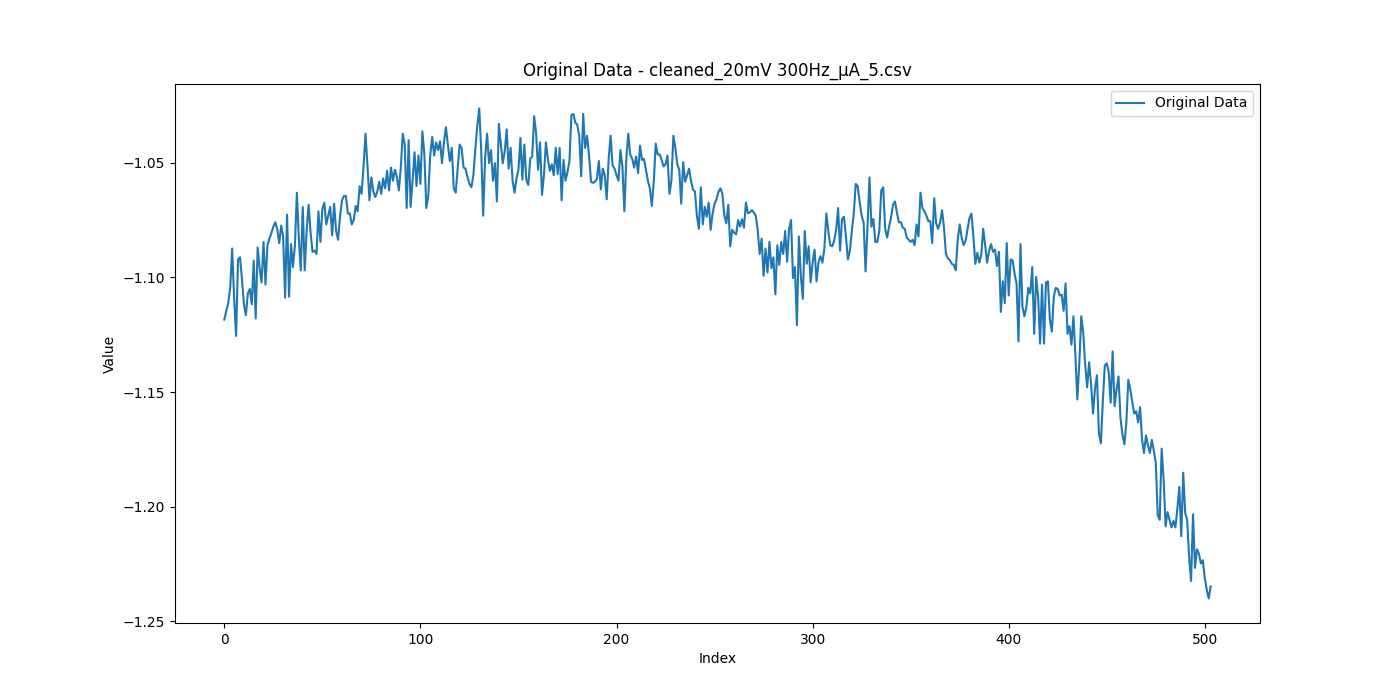 Original Data - cleaned_20mV 300Hz_μA_5.csv
Original Data
−1.05
−1.10
−1.15
−1.20
−1.25
Value
0 100 200 300 400 500
Index